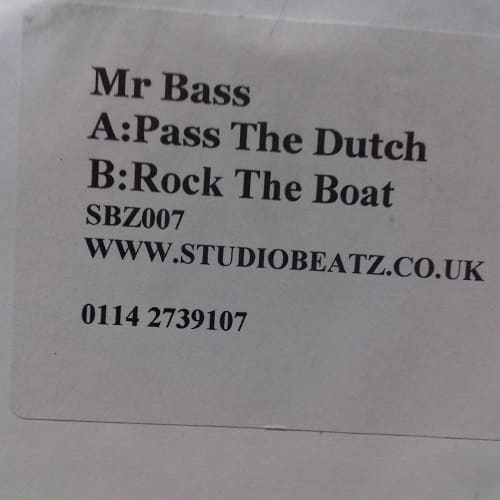 Mr Bass
A:Pass The Dutch
B:Rock The Boat
SBZ007
WWW.STUDIOBEATZ.CO.UK
0114 2739107